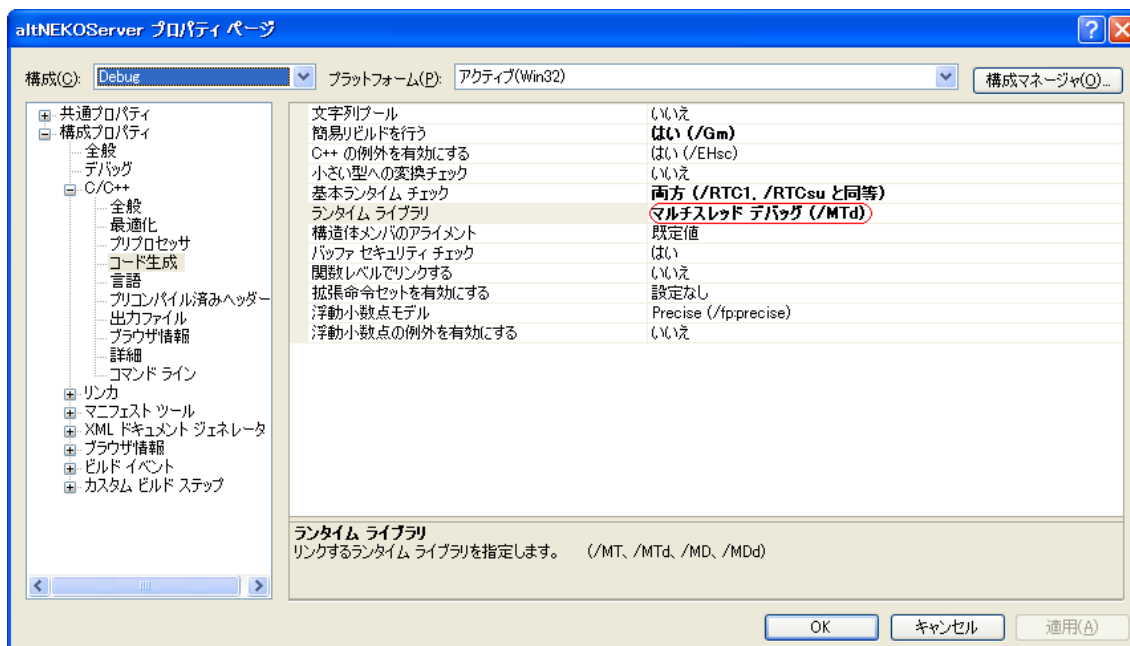 altNEKOServer プロパティ ページ
構成(C): Debug プラットフォーム(P): アクティブ(Win32) 構成マネージャ(O)...
共通プロパティ
構成プロパティ
全般
デバッグ
C/C++
全般
最適化
プリプロセッサ
コード生成
言語
プリコンパイル済みヘッダー
出力ファイル
ブラウザ情報
詳細
コマンド ライン
リンカ
マニフェスト ツール
XML ドキュメント ジェネレータ
ブラウザ情報
ビルド イベント
カスタム ビルド ステップ
文字列プール いいえ
簡易リビルドを行う はい (/Gm)
C++ の例外を有効にする はい (/EHsc)
小さい型への変換チェック いいえ
基本ランタイム チェック 両方 (/RTC1, /RTCsu と同等)
ランタイム ライブラリ マルチスレッド デバッグ (/MTd)
構造体メンバのアライメント 既定値
バッファ セキュリティ チェック はい
関数レベルでリンクする いいえ
拡張命令セットを有効にする 設定なし
浮動小数点モデル Precise (/fp:precise)
浮動小数点の例外を有効にする いいえ
ランタイム ライブラリ
リンクするランタイム ライブラリを指定します。 (/MT、/MTd、/MD、/MDd)
OK キャンセル 適用(A)